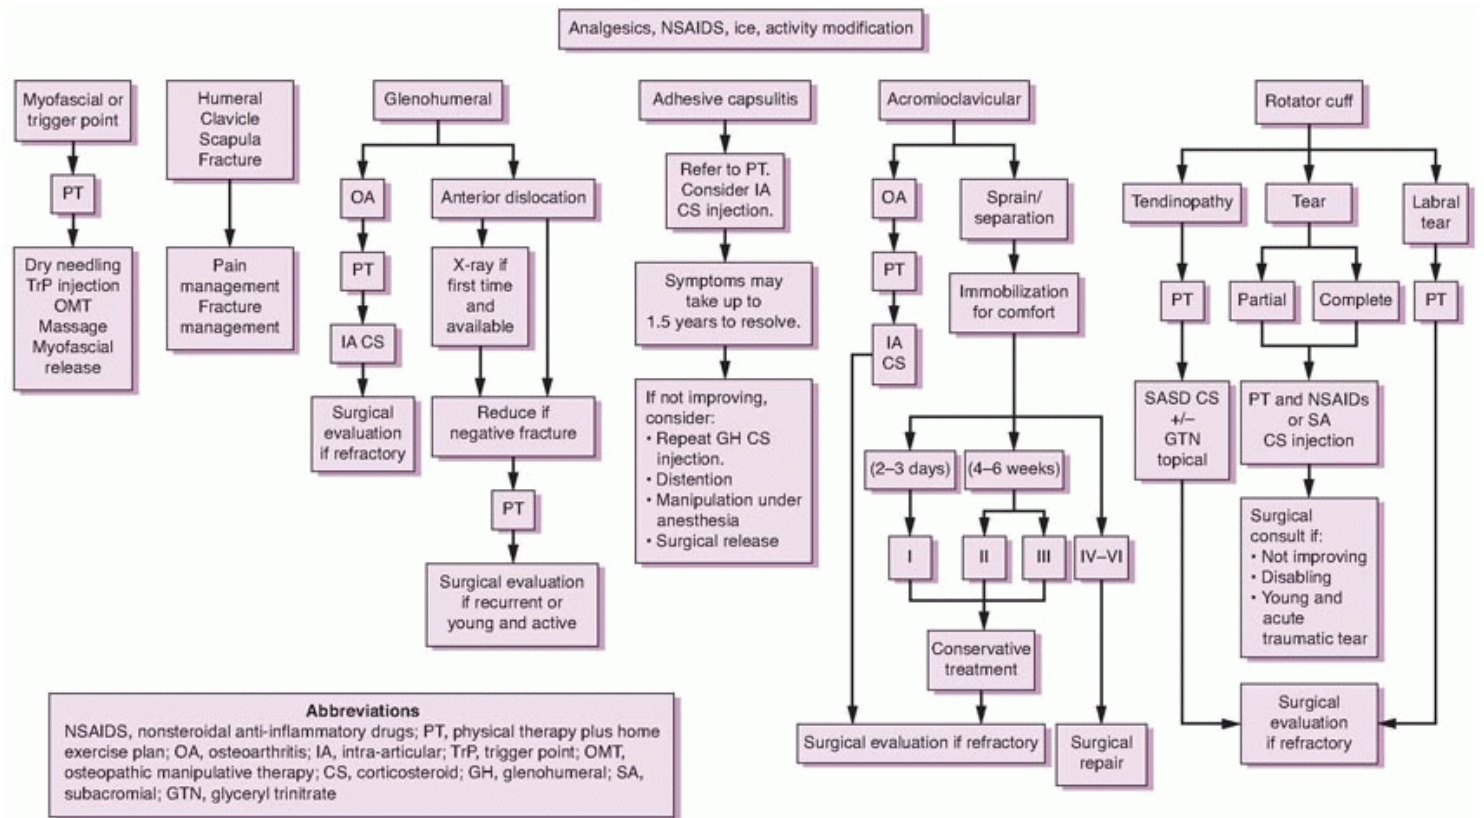 Analgesics, NSAIDS, ice, activity modification
Myofascial or
trigger point
PT
Dry needling
TrP injection
OMT
Massage
Myofascial
release
Humeral
Clavicle
Scapula
Fracture
Pain
management
Fracture
management
Glenohumeral
OA
PT
IA CS
Surgical
evaluation
if refractory
Anterior dislocation
X-ray if
first time
and
available
Reduce if
negative fracture
PT
Surgical evaluation
if recurrent or
young and active
Adhesive capsulitis
Refer to PT.
Consider IA
CS injection.
Symptoms may
take up to
1.5 years to resolve.
If not improving,
consider:
• Repeat GH CS
injection.
• Distention
• Manipulation under
anesthesia
• Surgical release
Acromioclavicular
OA
PT
IA
CS
Sprain/
separation
Immobilization
for comfort
(2–3 days)
(4–6 weeks)
I
II
III
IV–VI
Conservative
treatment
Surgical evaluation if refractory
Surgical
repair
Rotator cuff
Tendinopathy
PT
SASD CS
+/–
GTN
topical
Tear
Partial
Complete
PT and NSAIDs
or SA
CS injection
Surgical
consult if:
• Not improving
• Disabling
• Young and
acute
traumatic tear
Labral
tear
PT
Surgical
evaluation
if refractory
Abbreviations
NSAIDS, nonsteroidal anti-inflammatory drugs; PT, physical therapy plus home
exercise plan; OA, osteoarthritis; IA, intra-articular; TrP, trigger point; OMT,
osteopathic manipulative therapy; CS, corticosteroid; GH, glenohumeral; SA,
subacromial; GTN, glyceryl trinitrate